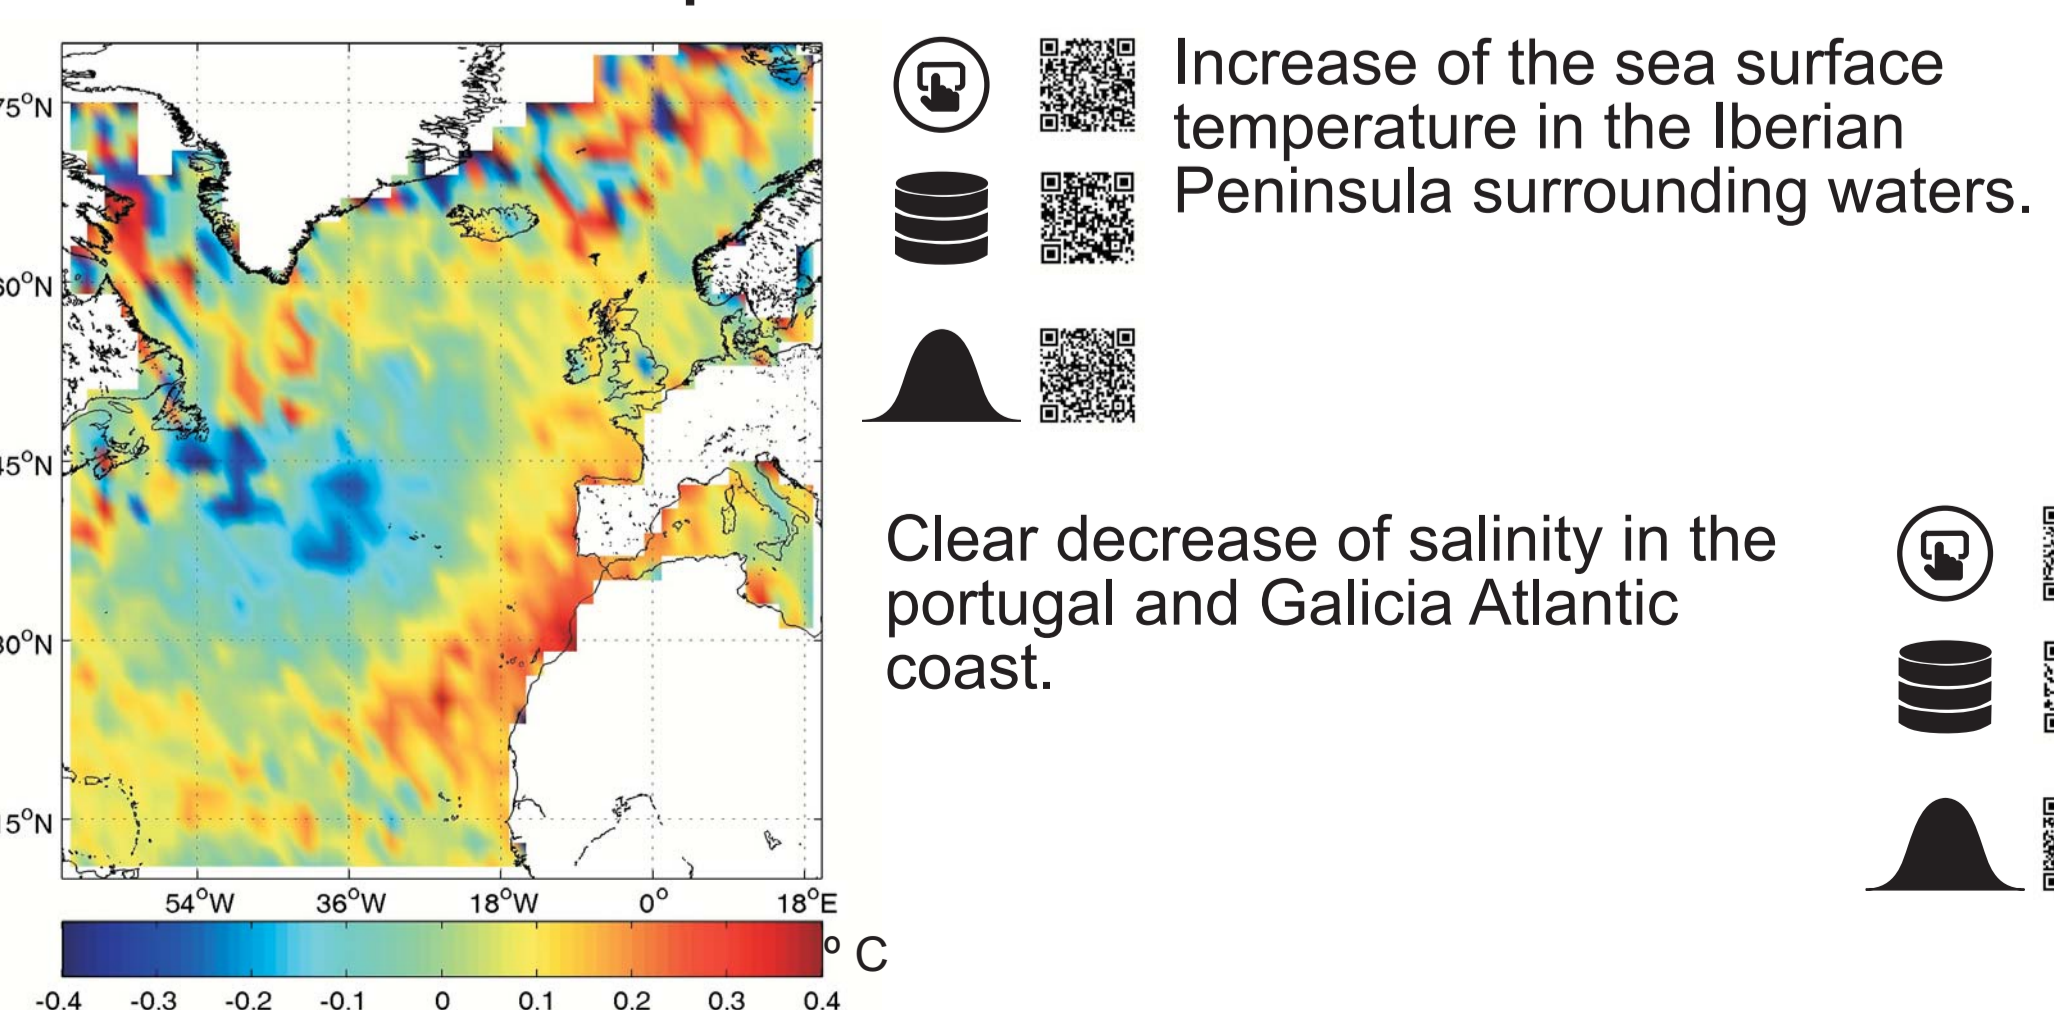 75°N
60°N
45°N
30°N
15°N
54°W 36°W 18°W 0° 18°E
° C
-0.4 -0.3 -0.2 -0.1 0 0.1 0.2 0.3 0.4
Increase of the sea surface
temperature in the Iberian
Peninsula surrounding waters.
Clear decrease of salinity in the
portugal and Galicia Atlantic
coast.